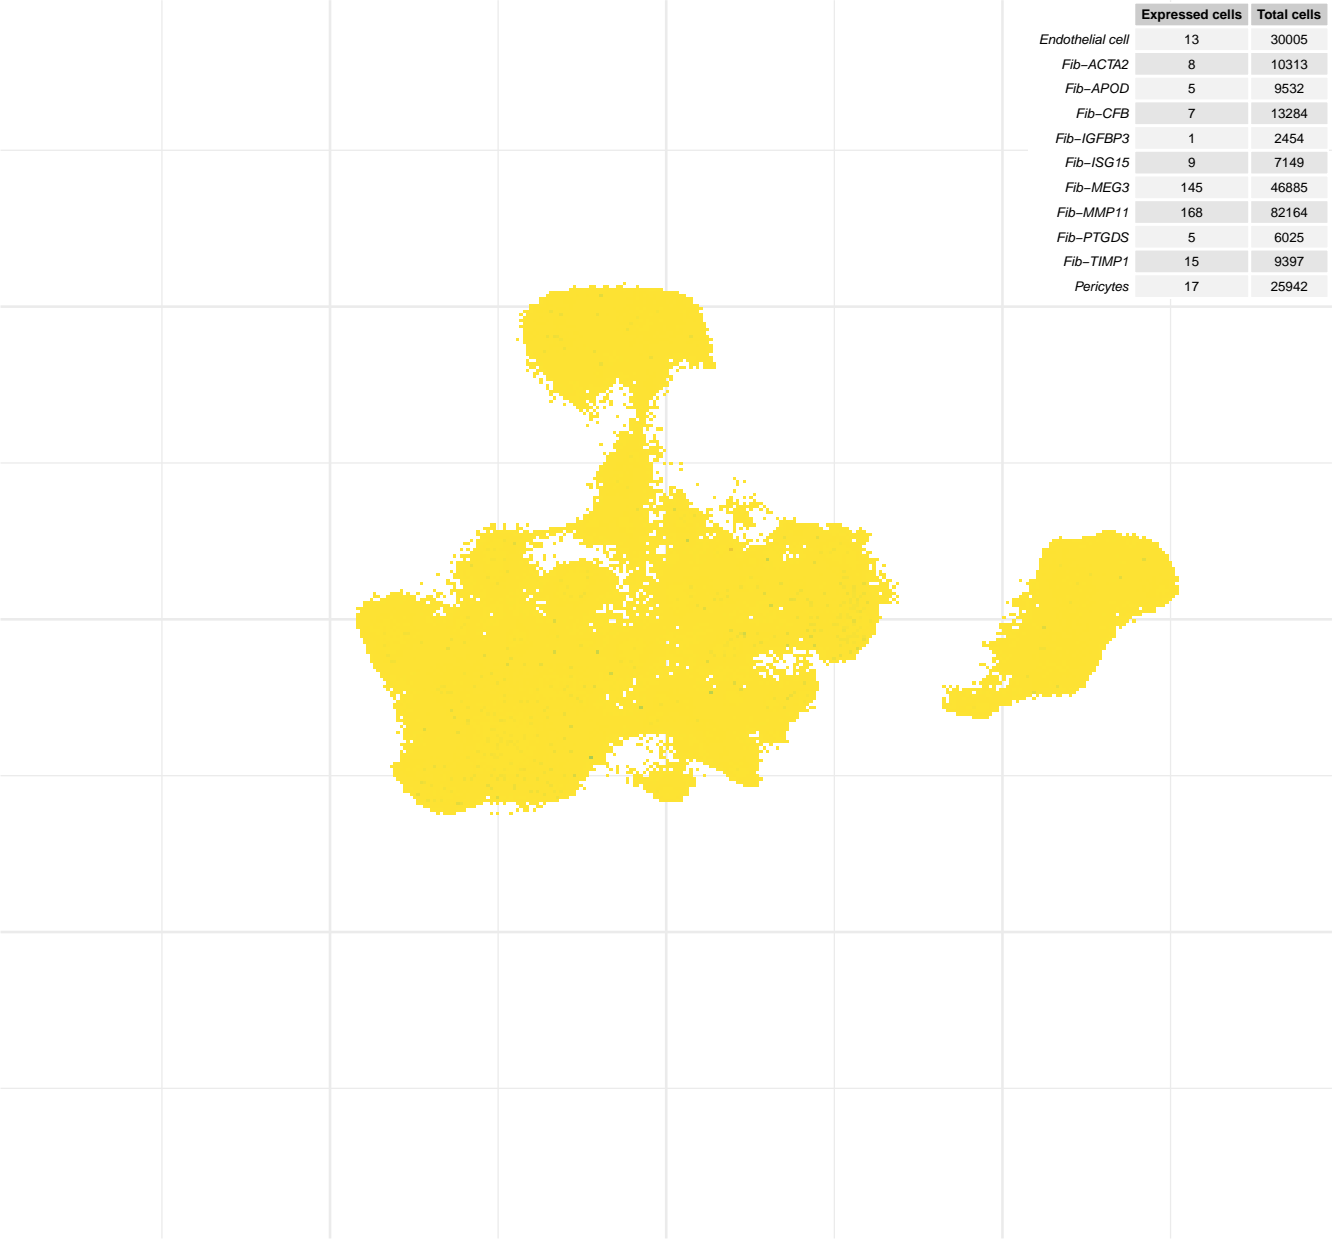 Expressed cells Total cells
Endothelial cell 13 30005
Fib−ACTA2 8 10313
Fib−APOD 5 9532
Fib−CFB 7 13284
Fib−IGFBP3 1 2454
Fib−ISG15 9 7149
Fib−MEG3 145 46885
Fib−MMP11 168 82164
Fib−PTGDS 5 6025
Fib−TIMP1 15 9397
Pericytes 17 25942